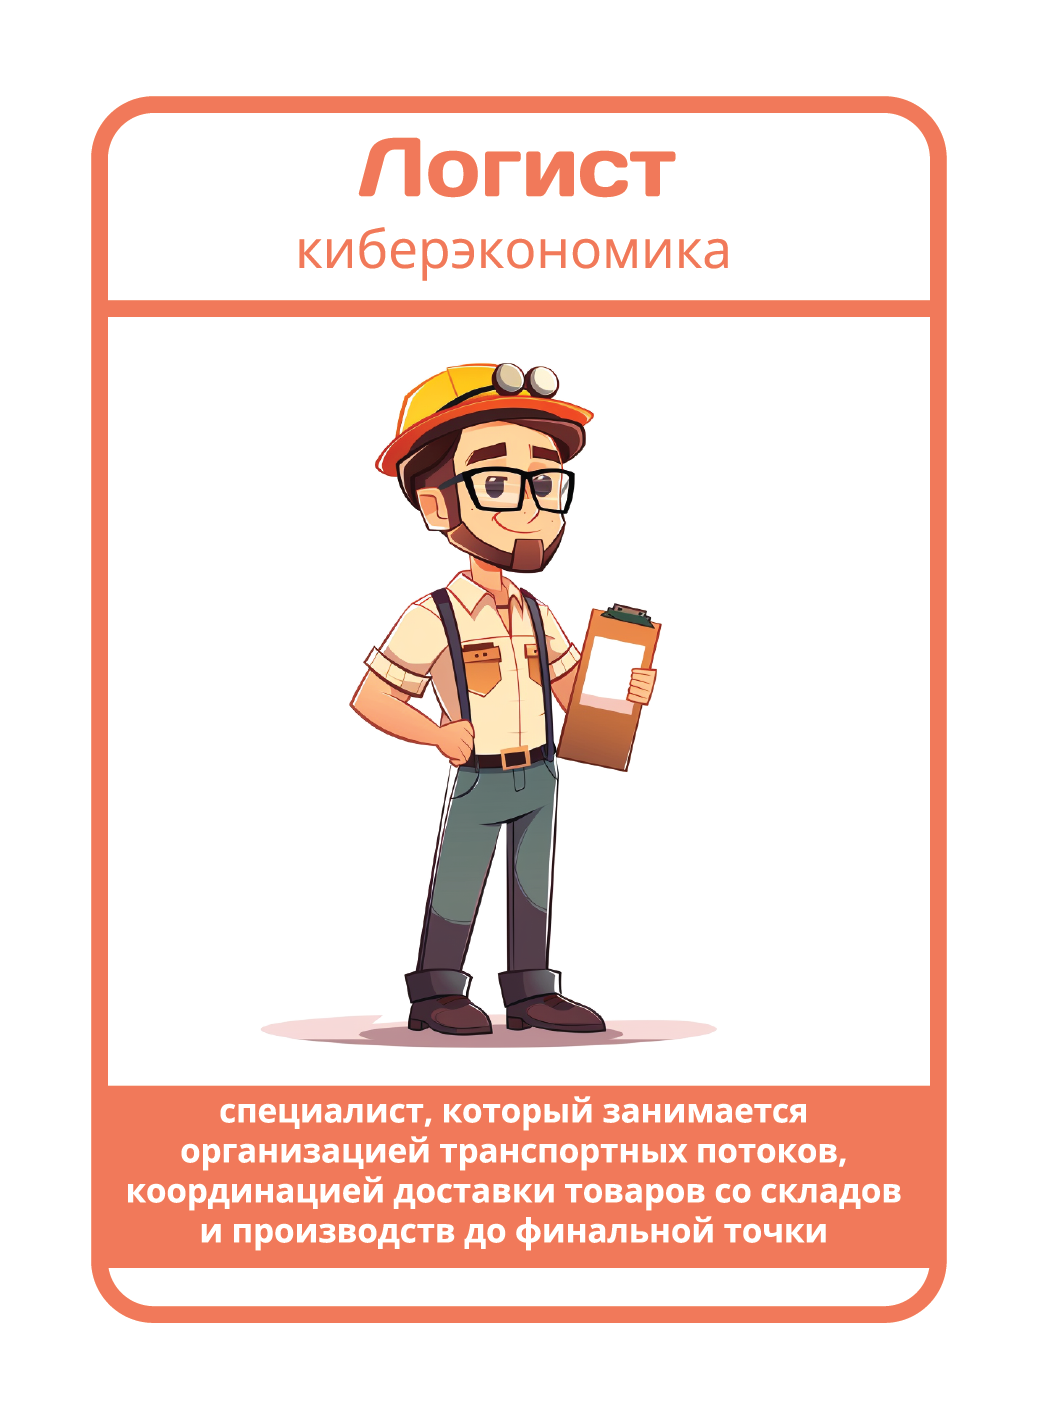 Логист
киберэкономика
специалист, который занимается
организацией транспортных потоков,
координацией доставки товаров со складов
и производств до финальной точки